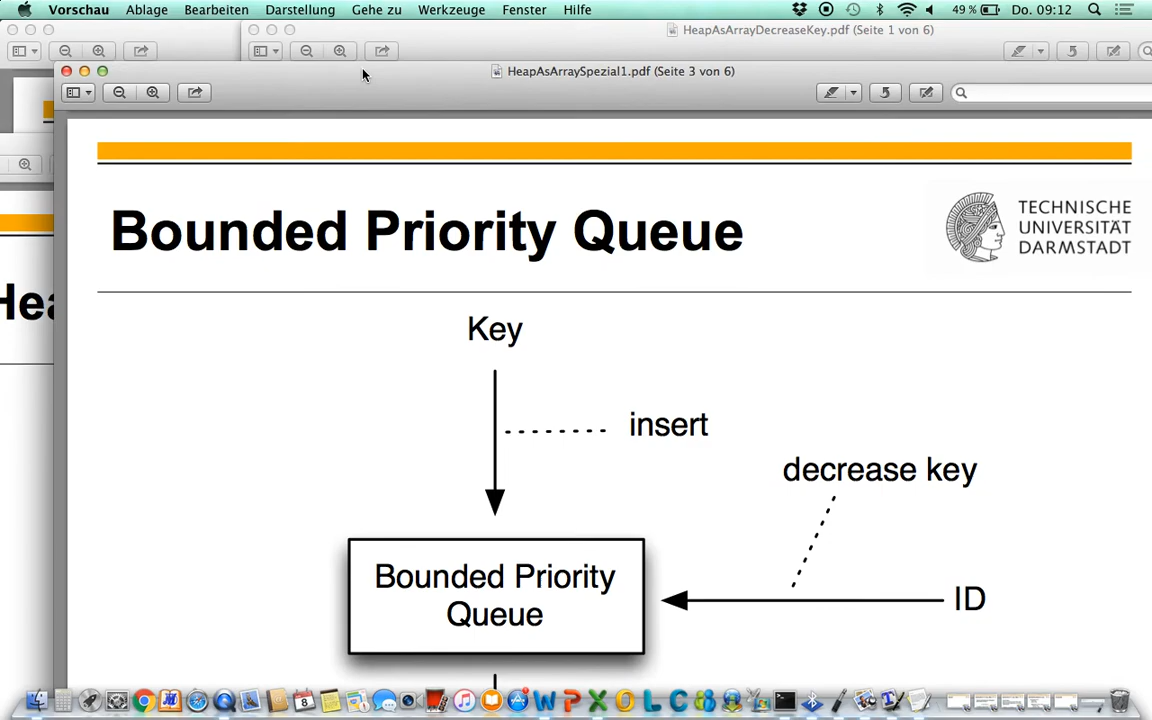 Vorschau Ablage Bearbeiten Darstellung Gehe zu Werkzeuge Fenster Hilfe 49 % Do. 09:12
HeapAsArrayDecreaseKey.pdf (Seite 1 von 6)
HeapAsArraySpezial1.pdf (Seite 3 von 6)
Bounded Priority Queue
TECHNISCHE
UNIVERSITÄT
DARMSTADT
Hea
Key
insert
decrease key
Bounded Priority
Queue
ID